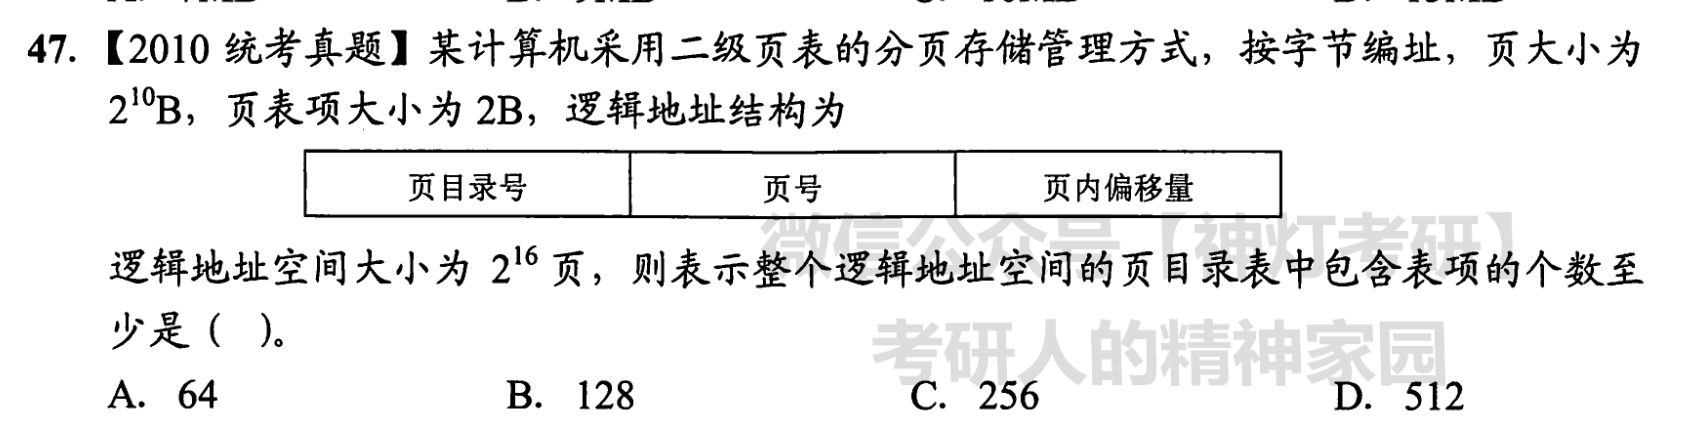 47. 【2010 统考真题】某计算机采用二级页表的分页存储管理方式，按字节编址，页大小为
2¹⁰B，页表项大小为 2B，逻辑地址结构为
页目录号 页号 页内偏移量
微信公众号【神灯考研】
逻辑地址空间大小为 2¹⁶ 页，则表示整个逻辑地址空间的页目录表中包含表项的个数至
少是（ ）。
考研人的精神家园
A. 64 B. 128 C. 256 D. 512